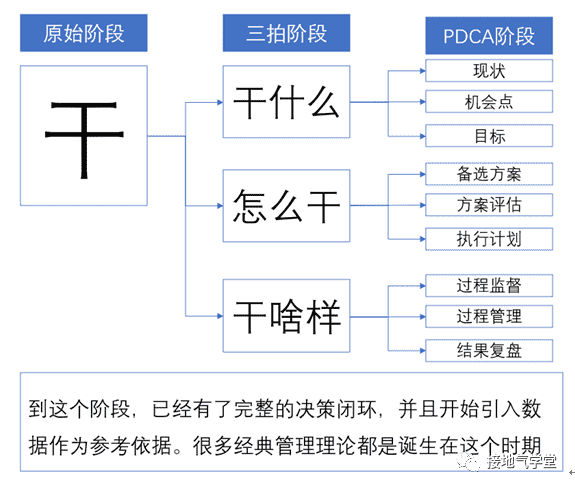 原始阶段
三拍阶段
PDCA阶段
干
干什么
现状
机会点
目标
怎么干
备选方案
方案评估
执行计划
干啥样
过程监督
过程管理
结果复盘
到这个阶段，已经有了完整的决策闭环，并且开始引入数
据作为参考依据。很多经典管理理论都是诞生在这个时期
接地气学堂